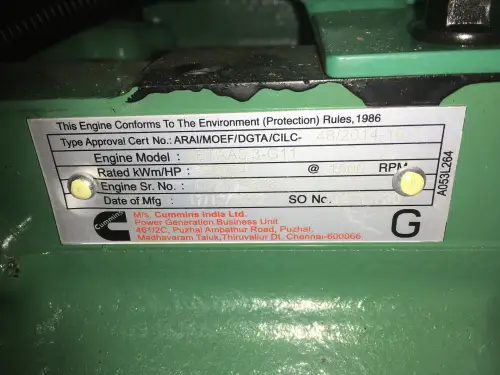 This Engine Conforms To The Environment (Protection) Rules,1986
Type Approval Cert No.: ARAI/MOEF/DGTA/CILC-
Engine Model :
Rated kWm/HP : @ 1500 RPM
Engine Sr. No. :
Date of Mfg. : SO No.
A053L264
Cummins
M/s. Cummins India Ltd.
Power Generation Business Unit
461/2C, Puzhal Ambathur Road, Puzhal,
Madhavaram Taluk,Thiruvallur Dt. Chennai-600066
G